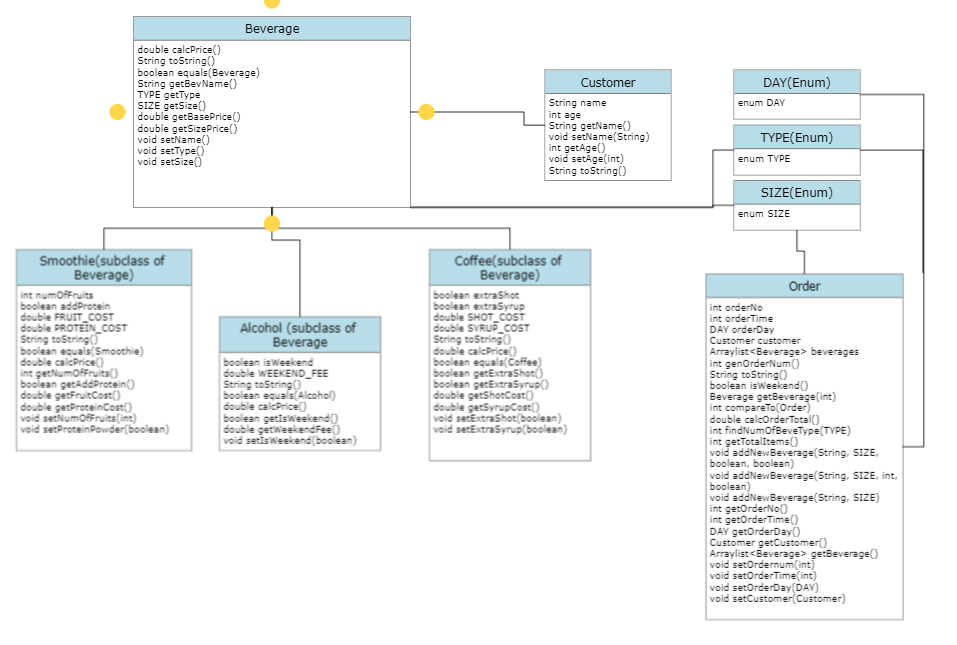 Beverage
double calcPrice()
String toString()
boolean equals(Beverage)
String getBevName()
TYPE getType
SIZE getSize()
double getBasePrice()
double getSizePrice()
void setName()
void setType()
void setSize()
Customer
String name
int age
String getName()
void setName(String)
int getAge()
void setAge(int)
String toString()
DAY(Enum)
enum DAY
TYPE(Enum)
enum TYPE
SIZE(Enum)
enum SIZE
Smoothie(subclass of
Beverage)
int numOfFruits
boolean addProtein
double FRUIT_COST
double PROTEIN_COST
String toString()
boolean equals(Smoothie)
double calcPrice()
int getNumOfFruits()
boolean getAddProtein()
double getFruitCost()
double getProteinCost()
void setNumOfFruits(int)
void setProteinPowder(boolean)
Alcohol (subclass of
Beverage
boolean isWeekend
double WEEKEND_FEE
String toString()
boolean equals(Alcohol)
double calcPrice()
boolean getIsWeekend()
double getWeekendFee()
void setIsWeekend(boolean)
Coffee(subclass of
Beverage)
boolean extraShot
boolean extraSyrup
double SHOT_COST
double SYRUP_COST
String toString()
double calcPrice()
boolean equals(Coffee)
boolean getExtraShot()
boolean getExtraSyrup()
double getShotCost()
double getSyrupCost()
void setExtraShot(boolean)
void setExtraSyrup(boolean)
Order
int orderNo
int orderTime
DAY orderDay
Customer customer
Arraylist<Beverage> beverages
int genOrderNum()
String toString()
boolean isWeekend()
Beverage getBeverage(int)
int compareTo(Order)
double calcOrderTotal()
int findNumOfBeveType(TYPE)
int getTotalItems()
void addNewBeverage(String, SIZE,
boolean, boolean)
void addNewBeverage(String, SIZE, int,
boolean)
void addNewBeverage(String, SIZE)
int getOrderNo()
int getOrderTime()
DAY getOrderDay()
Customer getCustomer()
Arraylist<Beverage> getBeverage()
void setOrdernum(int)
void setOrderTime(int)
void setOrderDay(DAY)
void setCustomer(Customer)